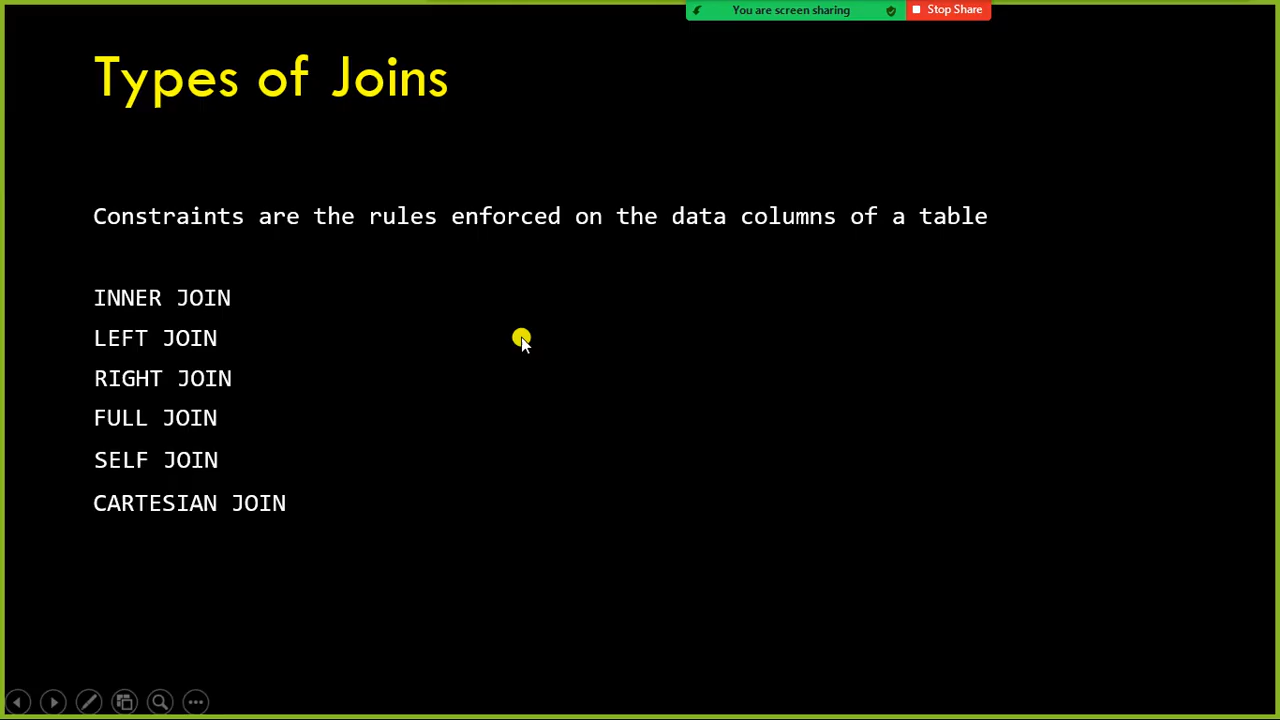 You are screen sharing
Stop Share
Types of Joins
Constraints are the rules enforced on the data columns of a table
INNER JOIN
LEFT JOIN
RIGHT JOIN
FULL JOIN
SELF JOIN
CARTESIAN JOIN